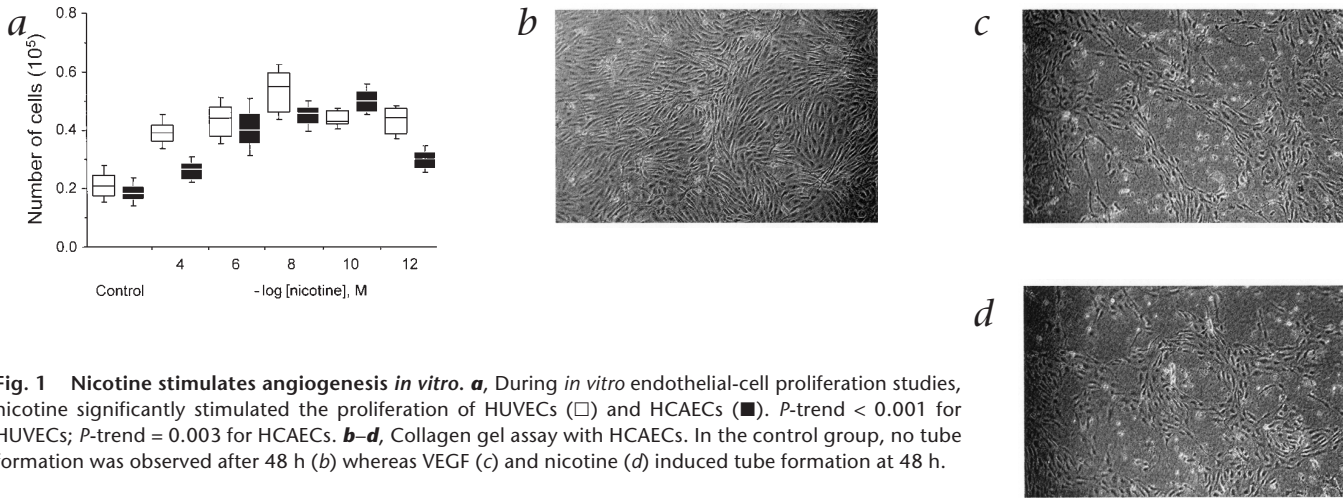 a
b
c
0.8
0.6
0.4
0.2
0.0
Number of cells (10⁵)
4 6 8 10 12
Control -log [nicotine], M
d
Fig. 1 Nicotine stimulates angiogenesis in vitro. a, During in vitro endothelial-cell proliferation studies,
nicotine significantly stimulated the proliferation of HUVECs (□) and HCAECs (■). P-trend < 0.001 for
HUVECs; P-trend = 0.003 for HCAECs. b–d, Collagen gel assay with HCAECs. In the control group, no tube
formation was observed after 48 h (b) whereas VEGF (c) and nicotine (d) induced tube formation at 48 h.